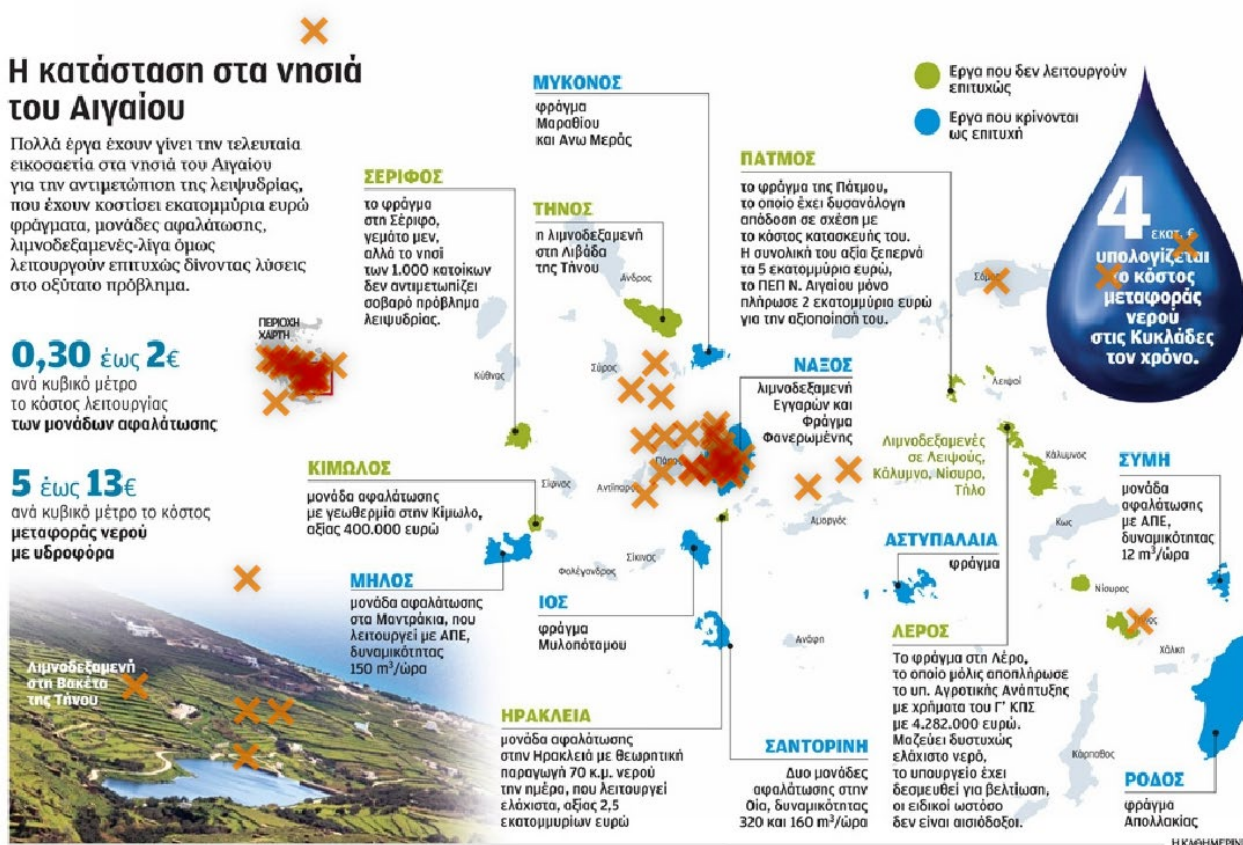 Η κατάσταση στα νησιά
του Αιγαίου
Πολλά έργα έχουν γίνει την τελευταία
εικοσαετία στα νησιά του Αιγαίου
για την αντιμετώπιση της λειψυδρίας,
που έχουν κοστίσει εκατομμύρια ευρώ
φράγματα, μονάδες αφαλάτωσης,
λιμνοδεξαμενές-λίγα όμως
λειτουργούν επιτυχώς δίνοντας λύσεις
στο οξύτατο πρόβλημα.
0,30 έως 2€
ανά κυβικό μέτρο
το κόστος λειτουργίας
των μονάδων αφαλάτωσης
5 έως 13€
ανά κυβικό μέτρο το κόστος
μεταφοράς νερού
με υδροφόρα
Λιμνοδεξαμενή
στη Βακέτα
της Τήνου
ΠΕΡΙΟΧΗ
ΧΑΡΤΗ
ΣΕΡΙΦΟΣ
το φράγμα
στη Σέριφο,
γεμάτο μεν,
αλλά το νησί
των 1.000 κατοίκων
δεν αντιμετωπίζει
σοβαρό πρόβλημα
λειψυδρίας.
ΜΥΚΟΝΟΣ
φράγμα
Μαραθίου
και Ανω Μεράς
ΤΗΝΟΣ
η λιμνοδεξαμενή
στη Λιβάδα
της Τήνου
ΠΑΤΜΟΣ
το φράγμα της Πάτμου,
το οποίο έχει δυσανάλογη
απόδοση σε σχέση με
το κόστος κατασκευής του.
Η συνολική του αξία ξεπερνά
τα 5 εκατομμύρια ευρώ,
το ΠΕΠ Ν. Αιγαίου μόνο
πλήρωσε 2 εκατομμύρια ευρώ
για την αξιοποίησή του.
Εργα που δεν λειτουργούν
επιτυχώς
Εργα που κρίνονται
ως επιτυχή
4
εκατ. €
υπολογίζεται
το κόστος
μεταφοράς
νερού
στις Κυκλάδες
τον χρόνο.
ΝΑΞΟΣ
λιμνοδεξαμενή
Εγγαρών και
Φράγμα
Φανερωμένης
Λιμνοδεξαμενές
σε Λειψούς,
Κάλυμνο, Νίσυρο,
Τήλο
ΚΙΜΩΛΟΣ
μονάδα αφαλάτωσης
με γεωθερμία στην Κίμωλο,
αξίας 400.000 ευρώ
ΜΗΛΟΣ
μονάδα αφαλάτωσης
στα Μαντράκια, που
λειτουργεί με ΑΠΕ,
δυναμικότητας
150 m³/ώρα
ΙΟΣ
φράγμα
Μυλοπόταμου
ΗΡΑΚΛΕΙΑ
μονάδα αφαλάτωσης
στην Ηρακλειά με θεωρητική
παραγωγή 70 κ.μ. νερού
την ημέρα, που λειτουργεί
ελάχιστα, αξίας 2,5
εκατομμυρίων ευρώ
ΣΑΝΤΟΡΙΝΗ
Δυο μονάδες
αφαλάτωσης στην
Οία, δυναμικότητας
320 και 160 m³/ώρα
ΑΣΤΥΠΑΛΑΙΑ
φράγμα
ΛΕΡΟΣ
Το φράγμα στη Λέρο,
το οποίο μόλις αποπλήρωσε
το υπ. Αγροτικής Ανάπτυξης
με χρήματα του Γ' ΚΠΣ
με 4.282.000 ευρώ.
Μαζεύει δυστυχώς
ελάχιστο νερό,
το υπουργείο έχει
δεσμευθεί για βελτίωση,
οι ειδικοί ωστόσο
δεν είναι αισιόδοξοι.
ΣΥΜΗ
μονάδα
αφαλάτωσης
με ΑΠΕ,
δυναμικότητας
12 m³/ώρα
ΡΟΔΟΣ
φράγμα
Απολλακίας
Ανδρος
Κύθνος
Σύρος
Σίφνος
Αντίπαρος
Φολέγανδρος
Σίκινος
Αμοργός
Ανάφη
Λειψοί
Κάλυμνος
Κως
Νίσυρος
Χάλκη
Κάρπαθος